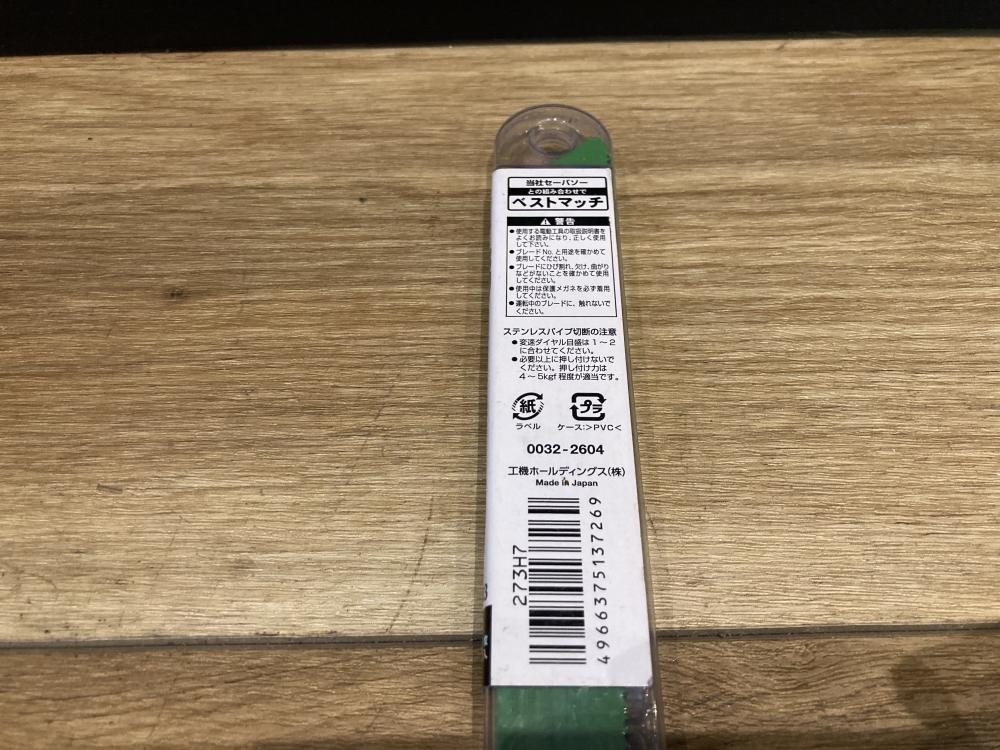 当社セーバソー
との組み合わせで
ベストマッチ
警告
●使用する電動工具の取扱説明書を
よくお読みになり、正しく使用
して下さい。
●ブレードNo.と用途を確かめて
使用してください。
●ブレードにひび割れ、欠け、曲がり
などがないことを確かめて使用
してください。
●使用中は保護メガネを必ず着用
してください。
●運転中のブレードに、触れないで
ください。
ステンレスパイプ切断の注意
●変速ダイヤル目盛は1~2
に合わせてください。
●必要以上に押し付けないで
ください。押し付け力は
4~5kgf程度が適当です。
紙
プラ
ラベル
ケース:>PVC<
0032-2604
工機ホールディングス(株)
Made in Japan
273H7
4966375137269